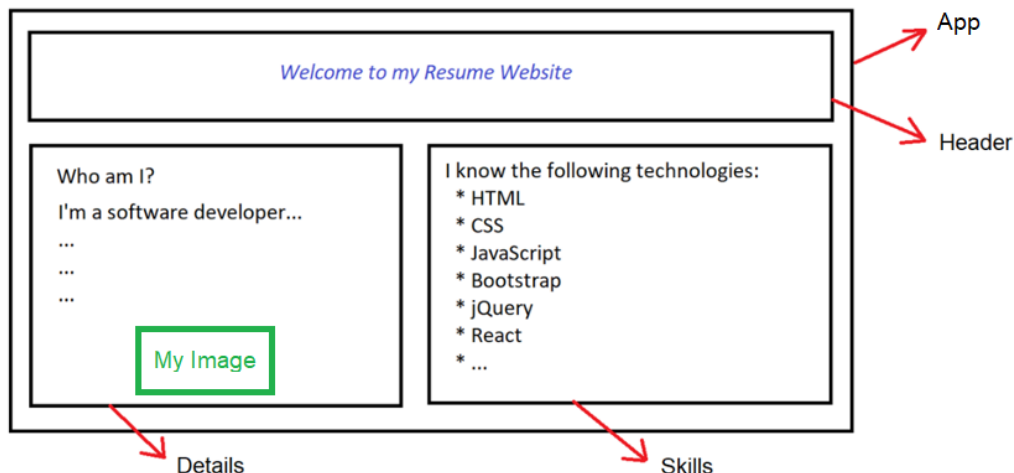 App
Welcome to my Resume Website
Header
Who am I?
I'm a software developer...
...
...
...
My Image
I know the following technologies:
* HTML
* CSS
* JavaScript
* Bootstrap
* jQuery
* React
* ...
Details
Skills